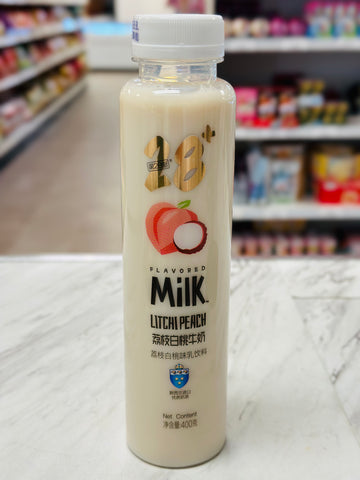 28+
FLAVORED
MiLK
LITCHI PEACH
荔枝白桃牛奶
荔枝白桃味乳饮料
Net Content
净含量:400克